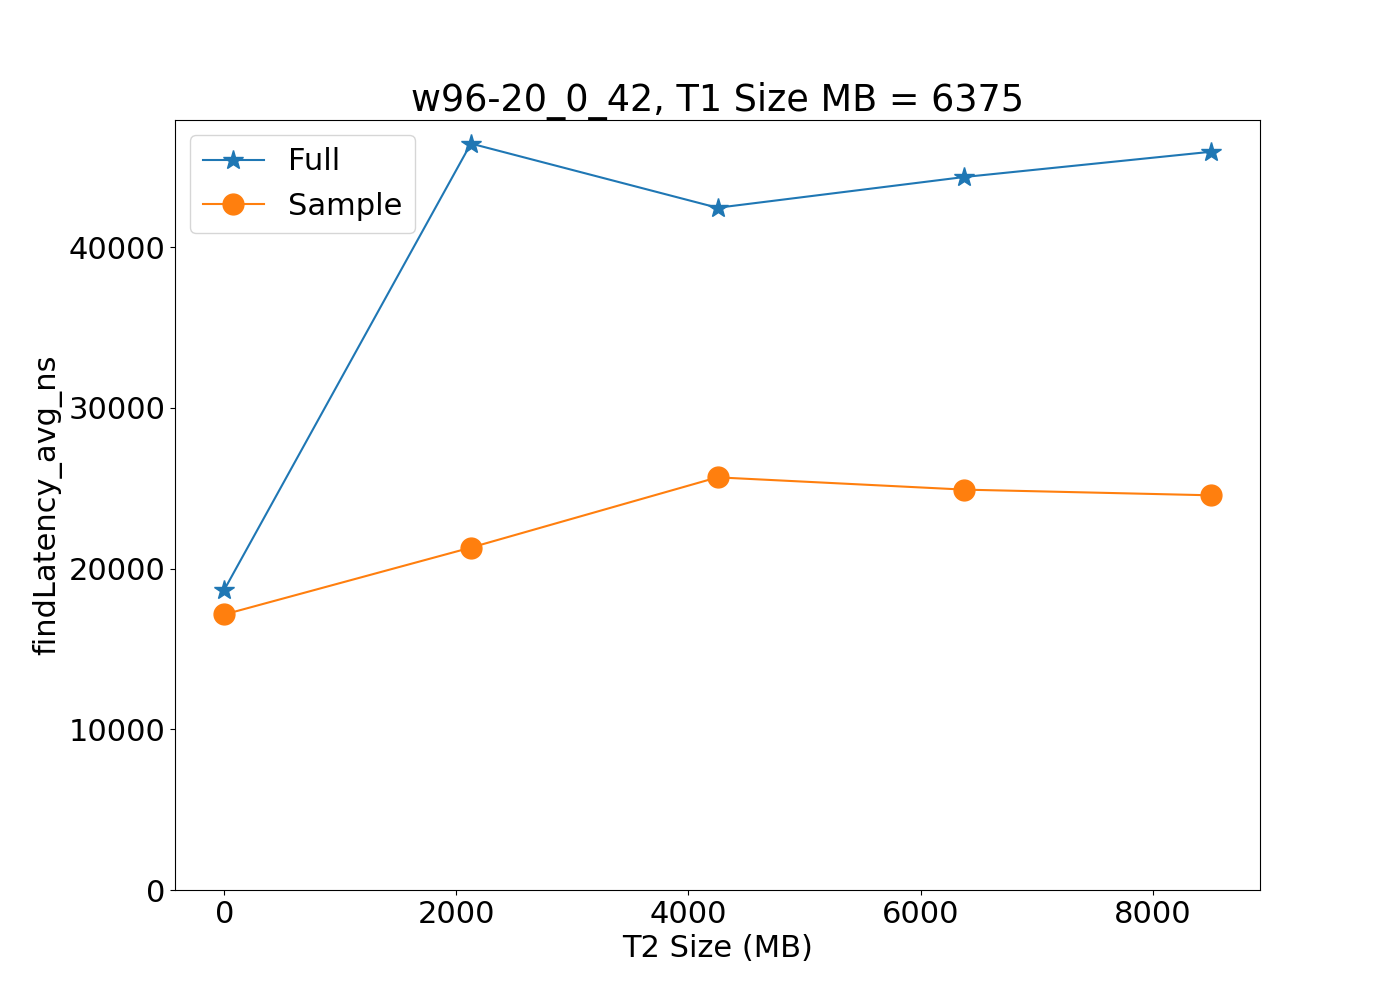 w96-20_0_42, T1 Size MB = 6375
Full
Sample
findLatency_avg_ns
40000
30000
20000
10000
0
0 2000 4000 6000 8000
T2 Size (MB)